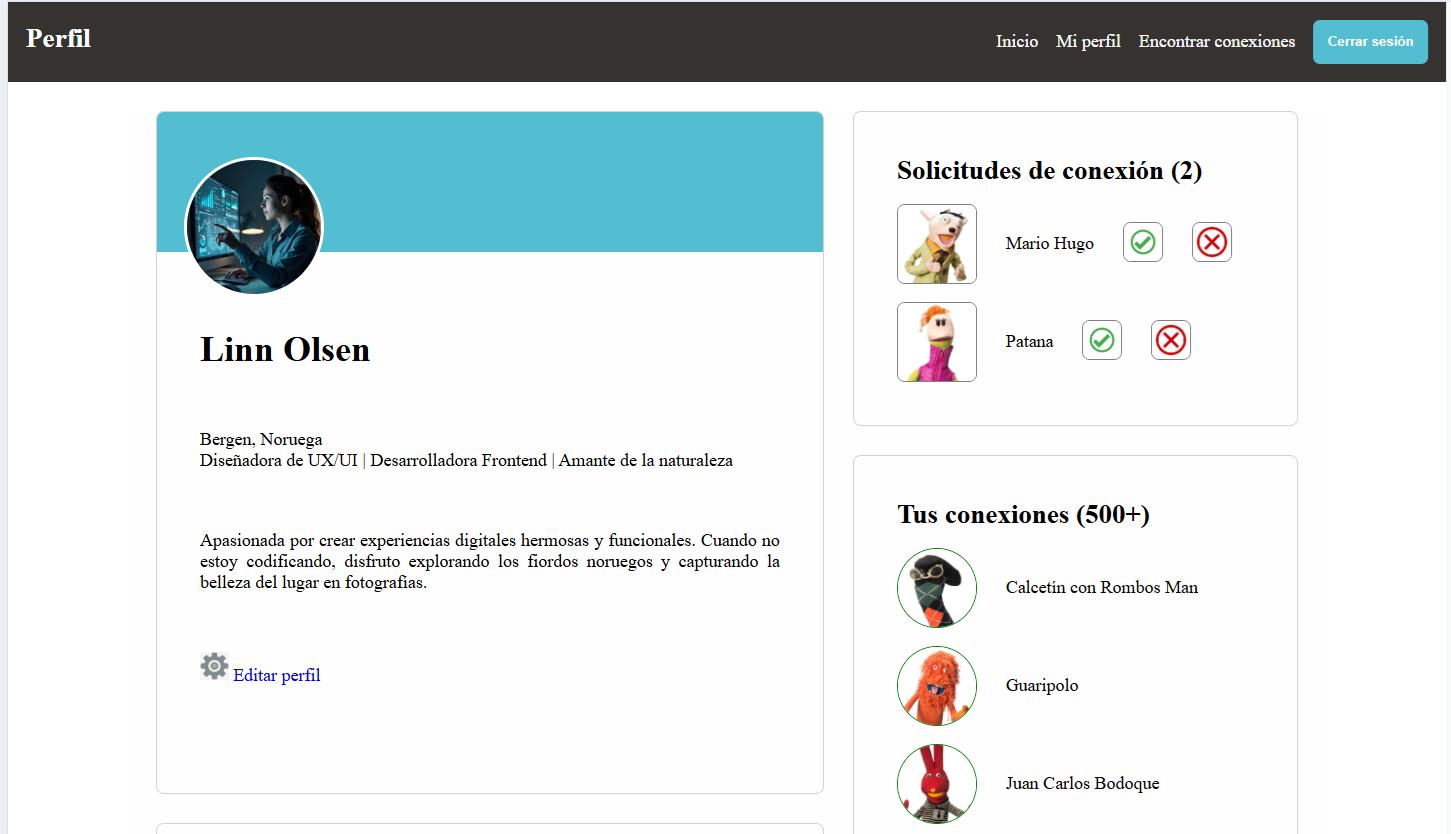 Perfil
Inicio Mi perfil Encontrar conexiones Cerrar sesión
Linn Olsen
Bergen, Noruega
Diseñadora de UX/UI | Desarrolladora Frontend | Amante de la naturaleza
Apasionada por crear experiencias digitales hermosas y funcionales. Cuando no
estoy codificando, disfruto explorando los fiordos noruegos y capturando la
belleza del lugar en fotografías.
Editar perfil
Solicitudes de conexión (2)
Mario Hugo
Patana
Tus conexiones (500+)
Calcetín con Rombos Man
Guaripolo
Juan Carlos Bodoque